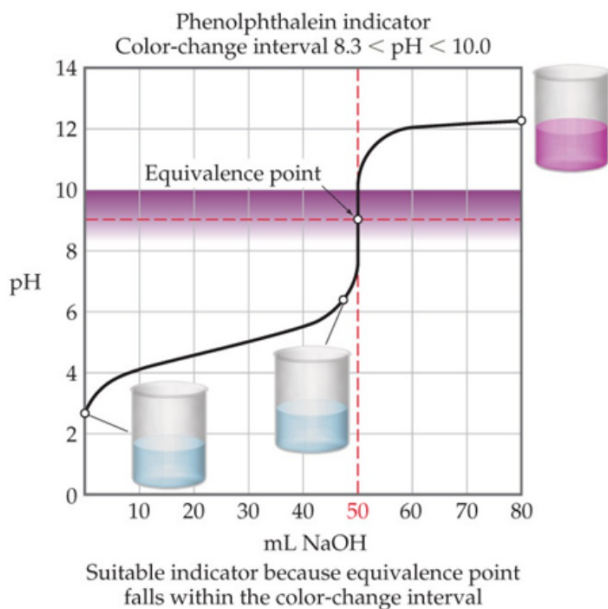 Phenolphthalein indicator
Color-change interval 8.3 < pH < 10.0
14
12
Equivalence point
10
8
pH
6
4
2
0
10 20 30 40 50 60 70 80
mL NaOH
Suitable indicator because equivalence point
falls within the color-change interval